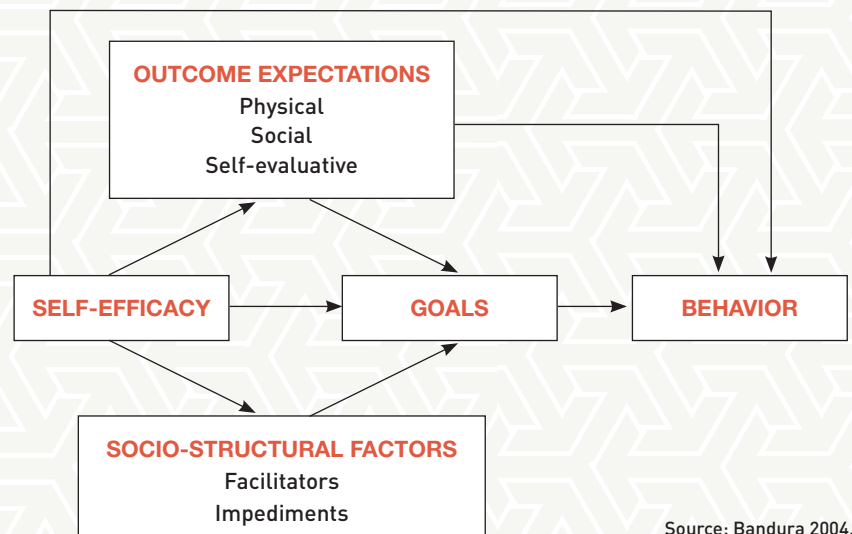 OUTCOME EXPECTATIONS
Physical
Social
Self-evaluative
SELF-EFFICACY
GOALS
BEHAVIOR
SOCIO-STRUCTURAL FACTORS
Facilitators
Impediments
Source: Bandura 2004.